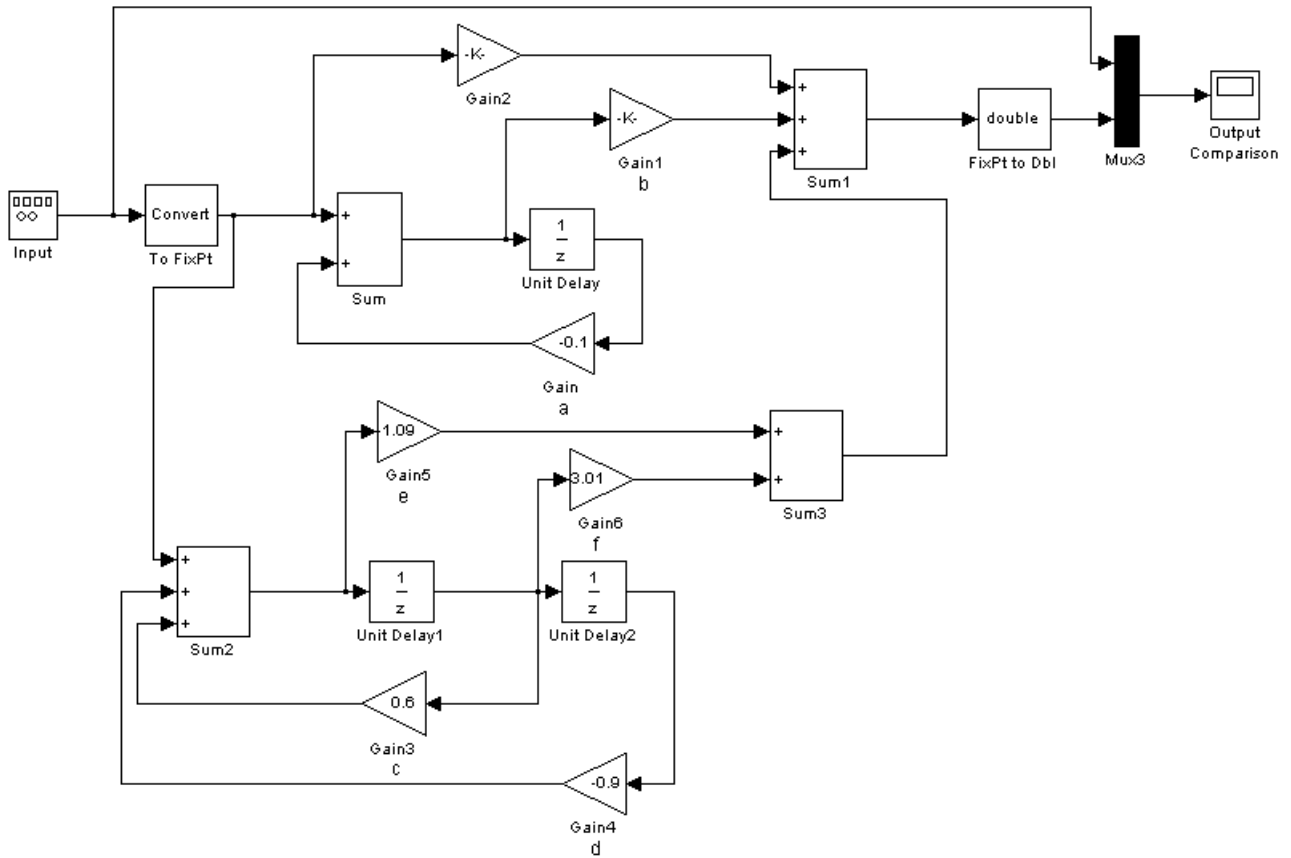 -K-
Gain2
-K-
Gain1
b
+
+
+
Sum1
double
FixPt to Dbl
Mux3
Output
Comparison
Input
Convert
To FixPt
+
+
Sum
1
z
Unit Delay
-0.1
Gain
a
1.09
Gain5
e
3.01
Gain6
f
+
+
Sum3
+
+
+
Sum2
1
z
Unit Delay1
1
z
Unit Delay2
0.6
Gain3
c
-0.9
Gain4
d